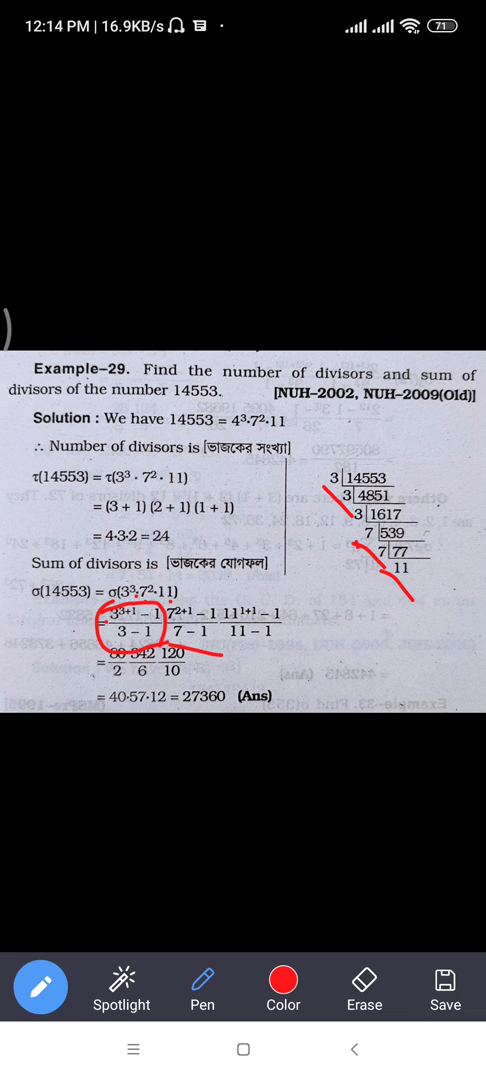 12:14 PM | 16.9KB/s
71
Example–29. Find the number of divisors and sum of
divisors of the number 14553. [NUH–2002, NUH–2009(Old)]
Solution : We have 14553 = 4³·7²·11
∴ Number of divisors is [ভাজকের সংখ্যা]
τ(14553) = τ(3³ · 7² · 11)
= (3 + 1) (2 + 1) (1 + 1)
= 4·3·2 = 24
3 | 14553
3 | 4851
3 | 1617
7 | 539
7 | 77
11
Sum of divisors is [ভাজকের যোগফল]
σ(14553) = σ(3³·7²·11)
= (3³⁺¹ – 1)/(3 – 1) · (7²⁺¹ – 1)/(7 – 1) · (11¹⁺¹ – 1)/(11 – 1)
= 80/2 · 342/6 · 120/10
= 40·57·12 = 27360 (Ans)
Spotlight
Pen
Color
Erase
Save